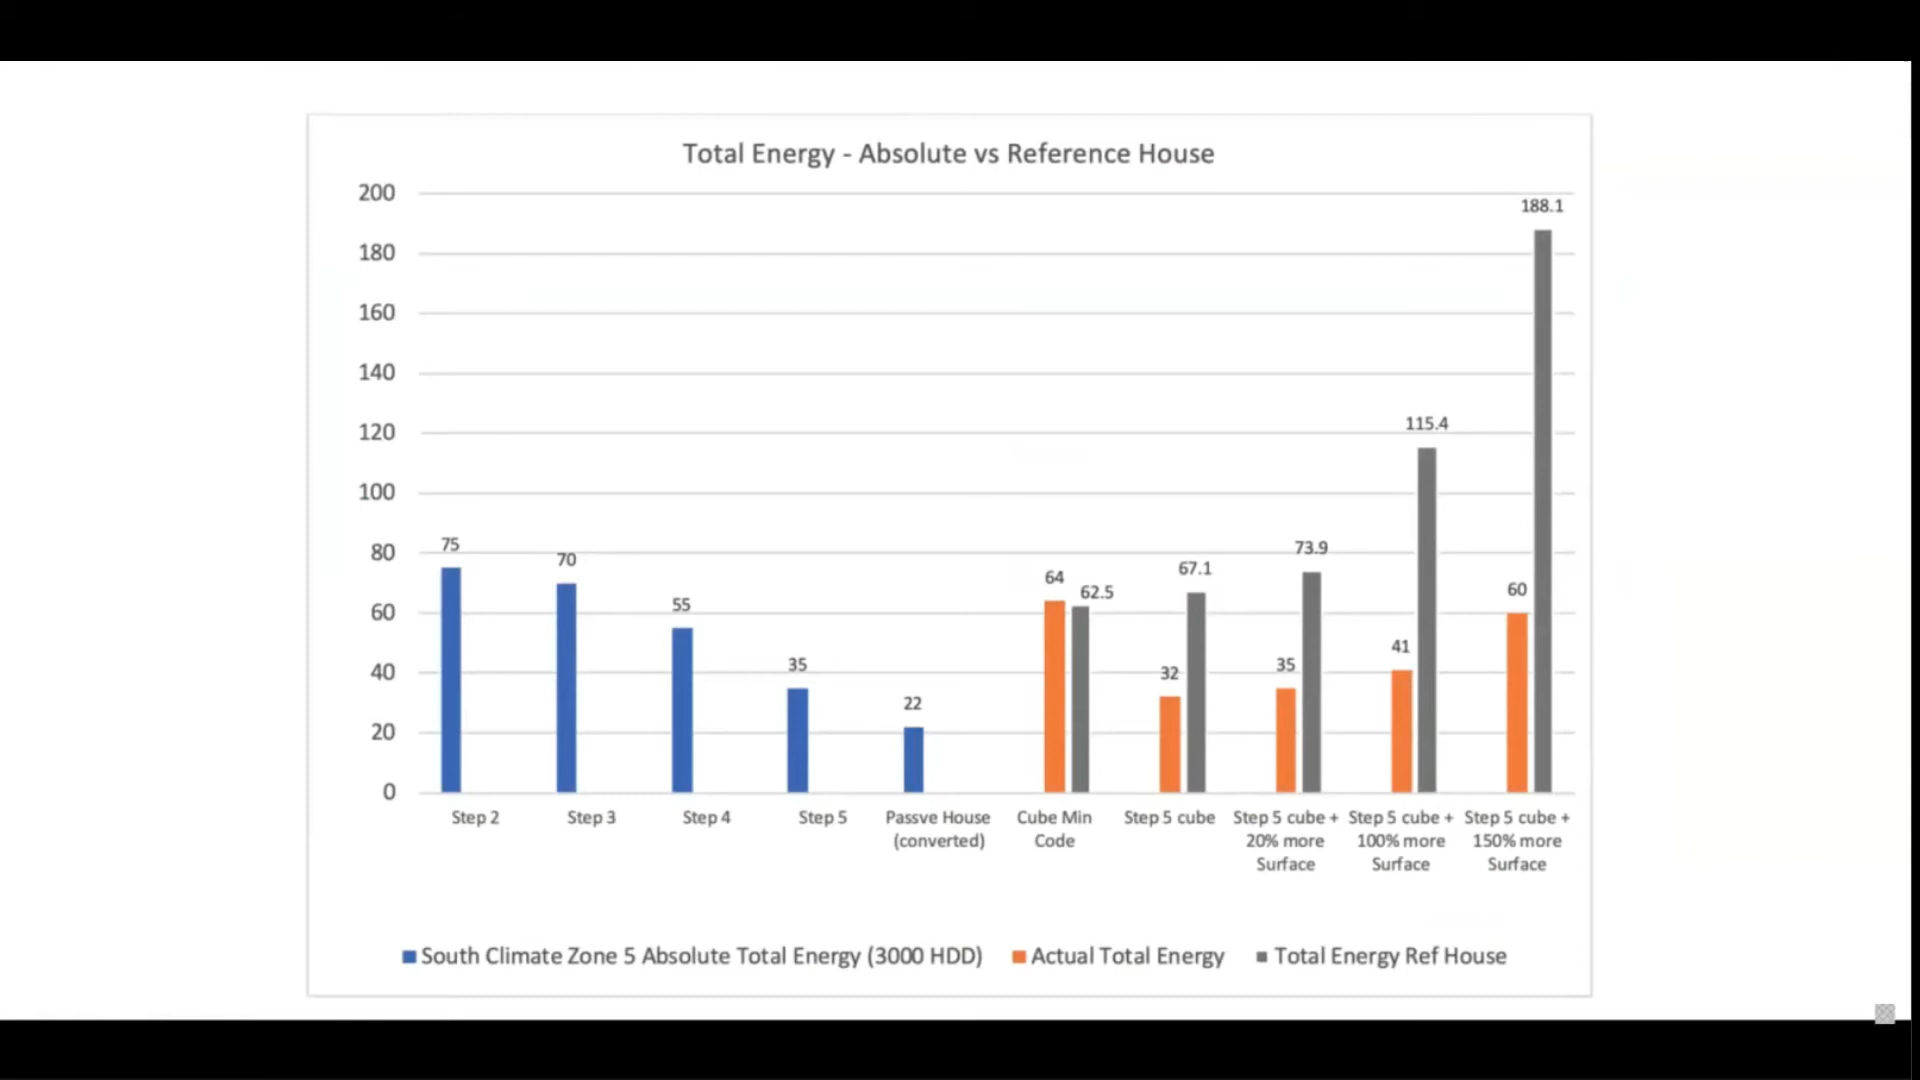 Total Energy - Absolute vs Reference House
200
180
160
140
120
100
80
60
40
20
0
75
70
55
35
22
64
62.5
32
67.1
35
73.9
41
115.4
60
188.1
Step 2
Step 3
Step 4
Step 5
Passve House
(converted)
Cube Min
Code
Step 5 cube
Step 5 cube +
20% more
Surface
Step 5 cube +
100% more
Surface
Step 5 cube +
150% more
Surface
South Climate Zone 5 Absolute Total Energy (3000 HDD)
Actual Total Energy
Total Energy Ref House